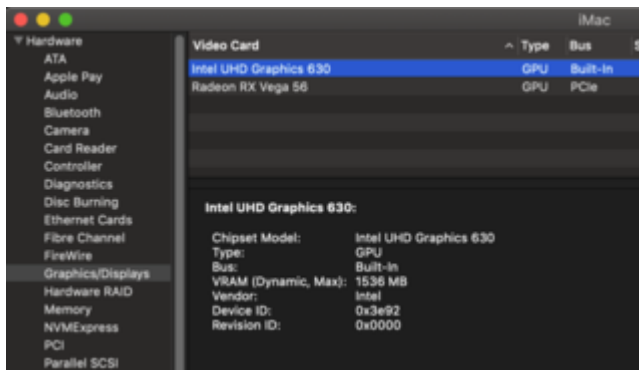 iMac
Hardware
ATA
Apple Pay
Audio
Bluetooth
Camera
Card Reader
Controller
Diagnostics
Disc Burning
Ethernet Cards
Fibre Channel
FireWire
Graphics/Displays
Hardware RAID
Memory
NVMExpress
PCI
Parallel SCSI
Video Card Type Bus
Intel UHD Graphics 630 GPU Built-In
Radeon RX Vega 56 GPU PCIe
Intel UHD Graphics 630:
Chipset Model: Intel UHD Graphics 630
Type: GPU
Bus: Built-In
VRAM (Dynamic, Max): 1536 MB
Vendor: Intel
Device ID: 0x3e92
Revision ID: 0x0000